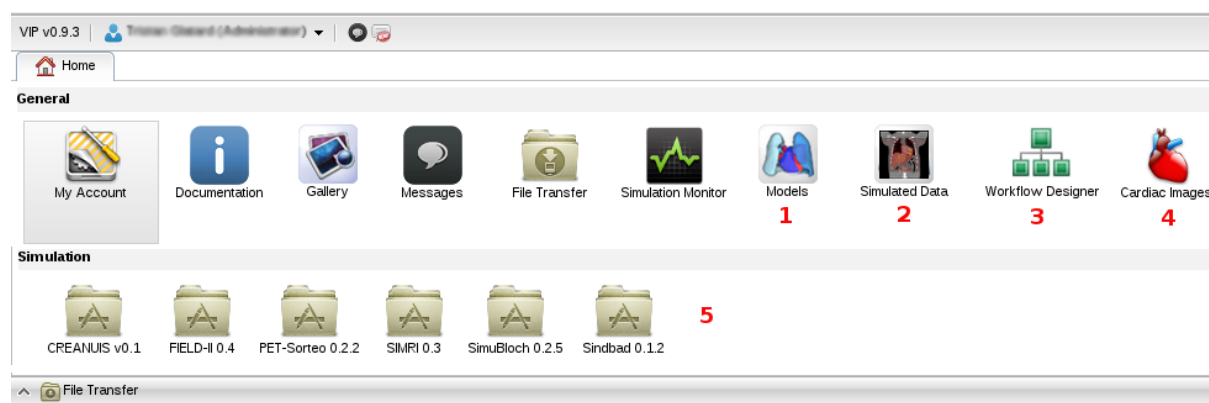 VIP v0.9.3
Home
General
My Account Documentation Gallery Messages File Transfer Simulation Monitor Models Simulated Data Workflow Designer Cardiac Images
1 2 3 4
Simulation
5
CREANUIS v0.1 FIELD-II 0.4 PET-Sorteo 0.2.2 SIMRI 0.3 SimuBloch 0.2.5 Sindbad 0.1.2
File Transfer